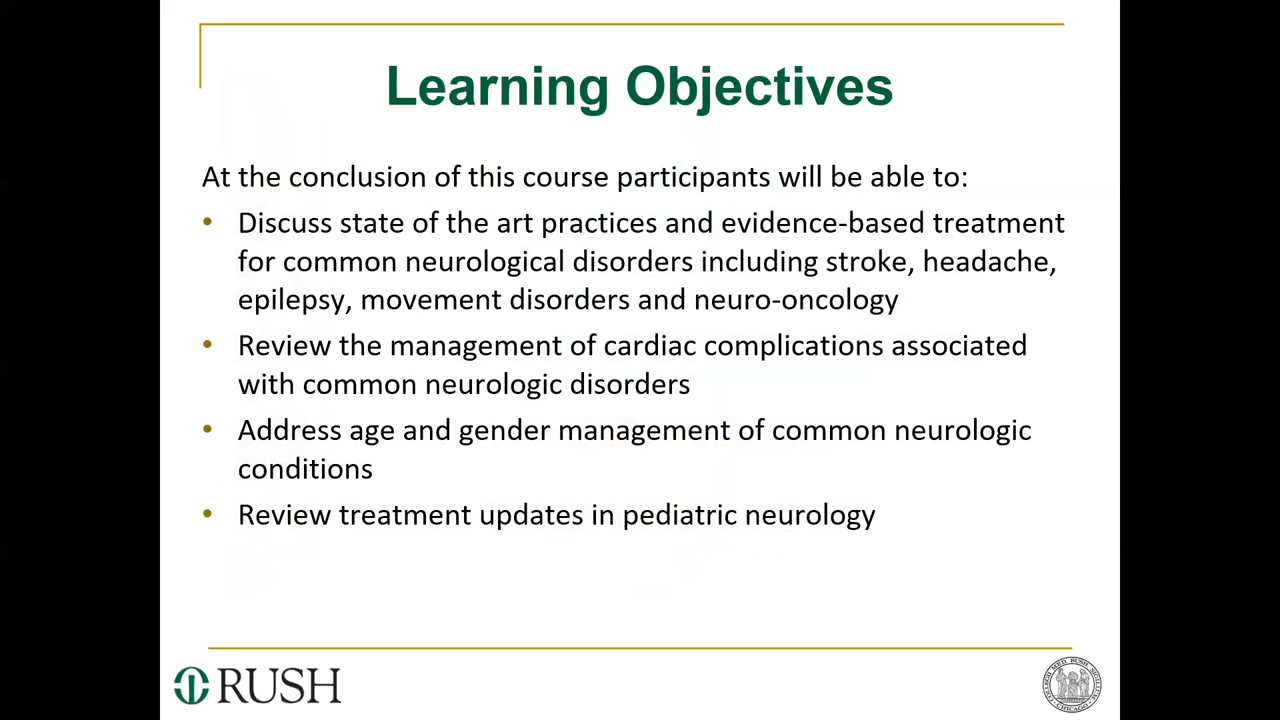 Learning Objectives
At the conclusion of this course participants will be able to:
• Discuss state of the art practices and evidence-based treatment
for common neurological disorders including stroke, headache,
epilepsy, movement disorders and neuro-oncology
• Review the management of cardiac complications associated
with common neurologic disorders
• Address age and gender management of common neurologic
conditions
• Review treatment updates in pediatric neurology
RUSH